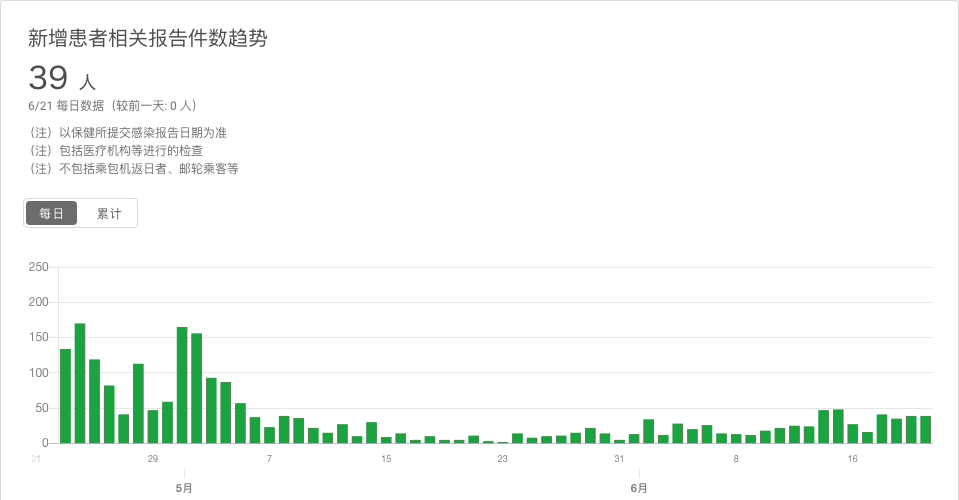 新增患者相关报告件数趋势
39 人
6/21 每日数据（较前一天: 0 人）
（注）以保健所提交感染报告日期为准
（注）包括医疗机构等进行的检查
（注）不包括乘包机返日者、邮轮乘客等
每日 累计
250
200
150
100
50
0
21 29 7 15 23 31 8 16
5月 6月